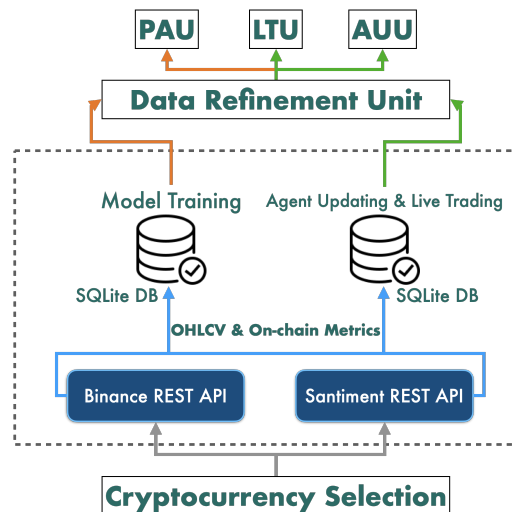 PAU
LTU
AUU
Data Refinement Unit
Model Training
Agent Updating & Live Trading
SQLite DB
SQLite DB
OHLCV & On-chain Metrics
Binance REST API
Santiment REST API
Cryptocurrency Selection